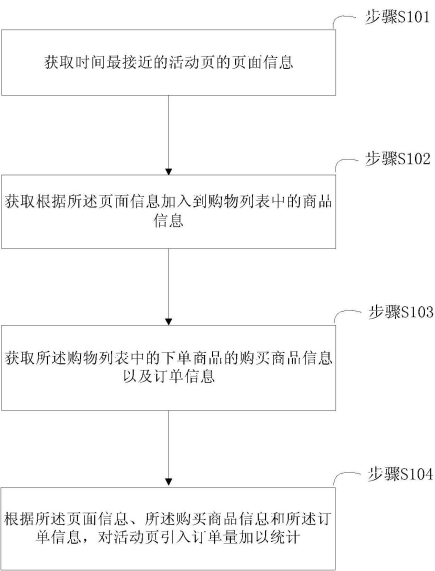 步骤S101
获取时间最接近的活动页的页面信息
步骤S102
获取根据所述页面信息加入到购物列表中的商品
信息
步骤S103
获取所述购物列表中的下单商品的购买商品信息
以及订单信息
步骤S104
根据所述页面信息、所述购买商品信息和所述订
单信息，对活动页引入订单量加以统计